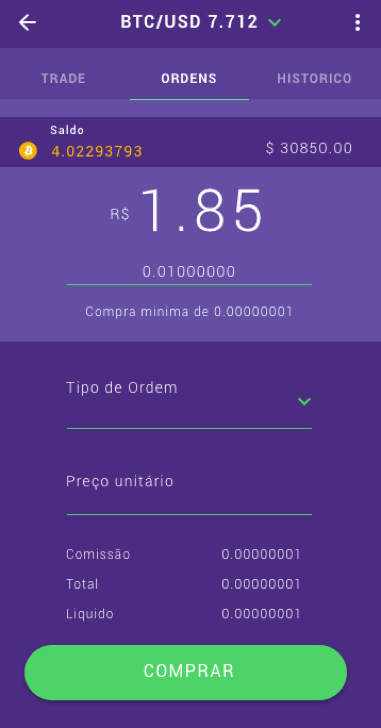 BTC/USD 7.712
TRADE ORDENS HISTORICO
Saldo
4.02293793 $ 30850.00
R$ 1.85
0.01000000
Compra minima de 0.00000001
Tipo de Ordem
Preço unitário
Comissão 0.00000001
Total 0.00000001
Liquido 0.00000001
COMPRAR